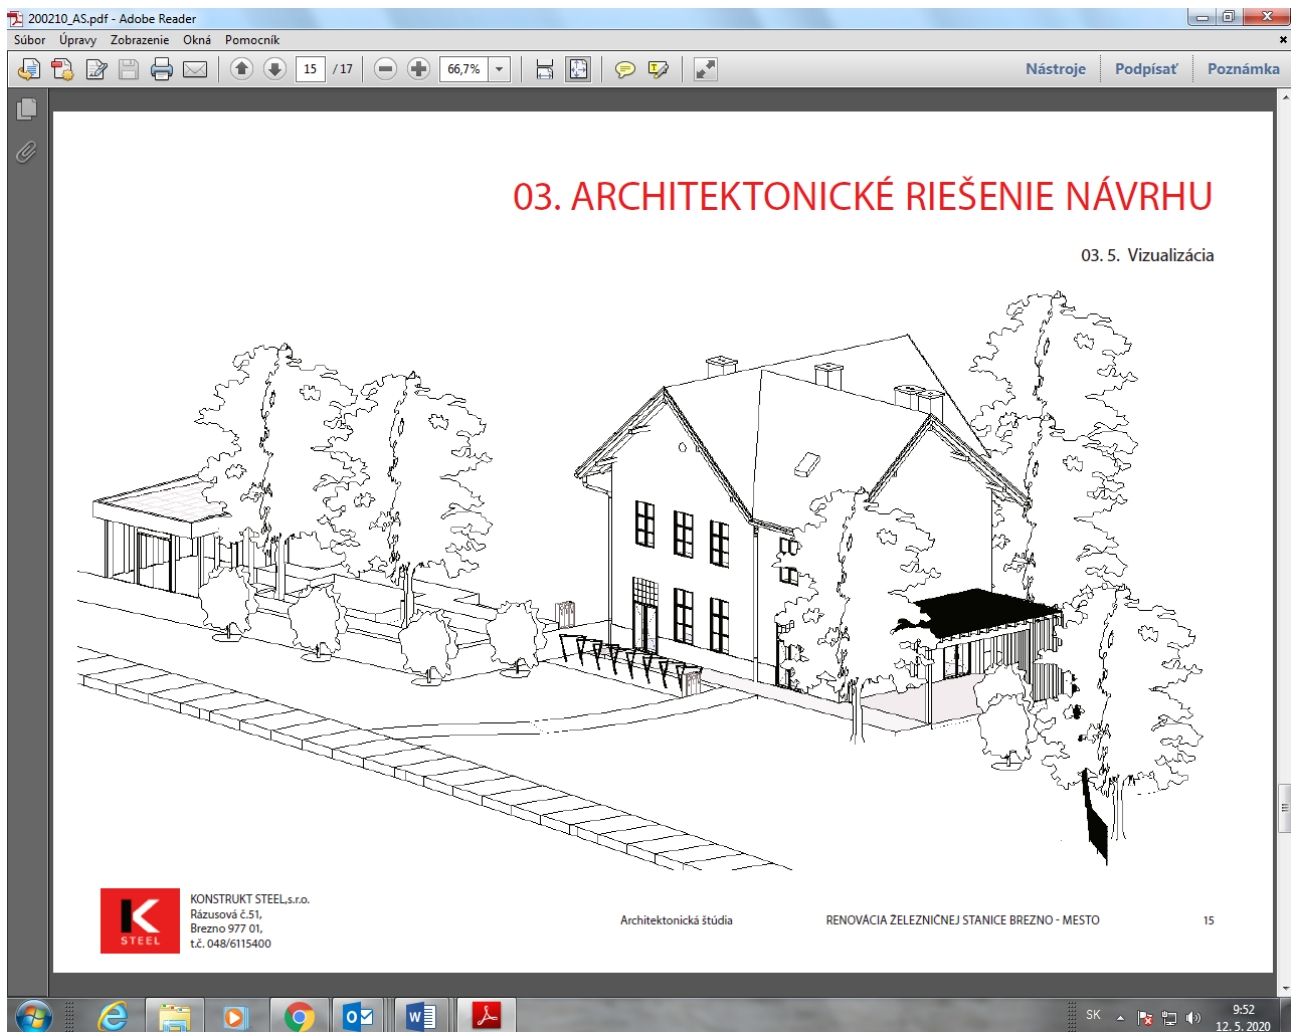 200210_AS.pdf - Adobe Reader
Súbor Úpravy Zobrazenie Okná Pomocník
15 / 17 66,7% Nástroje Podpísať Poznámka
03. ARCHITEKTONICKÉ RIEŠENIE NÁVRHU
03. 5. Vizualizácia
K
STEEL
KONSTRUKT STEEL,s.r.o.
Rázusová č.51,
Brezno 977 01,
t.č. 048/6115400
Architektonická štúdia RENOVÁCIA ŽELEZNIČNEJ STANICE BREZNO - MESTO 15
SK 9:52
12. 5. 2020